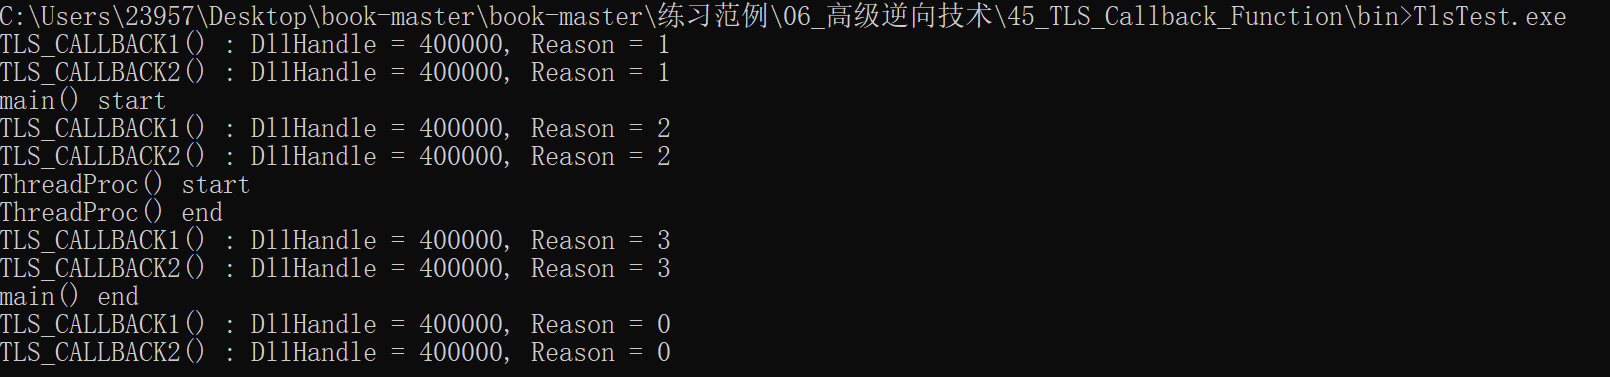 C:\Users\23957\Desktop\book-master\book-master\练习范例\06_高级逆向技术\45_TLS_Callback_Function\bin>TlsTest.exe
TLS_CALLBACK1() : DllHandle = 400000, Reason = 1
TLS_CALLBACK2() : DllHandle = 400000, Reason = 1
main() start
TLS_CALLBACK1() : DllHandle = 400000, Reason = 2
TLS_CALLBACK2() : DllHandle = 400000, Reason = 2
ThreadProc() start
ThreadProc() end
TLS_CALLBACK1() : DllHandle = 400000, Reason = 3
TLS_CALLBACK2() : DllHandle = 400000, Reason = 3
main() end
TLS_CALLBACK1() : DllHandle = 400000, Reason = 0
TLS_CALLBACK2() : DllHandle = 400000, Reason = 0